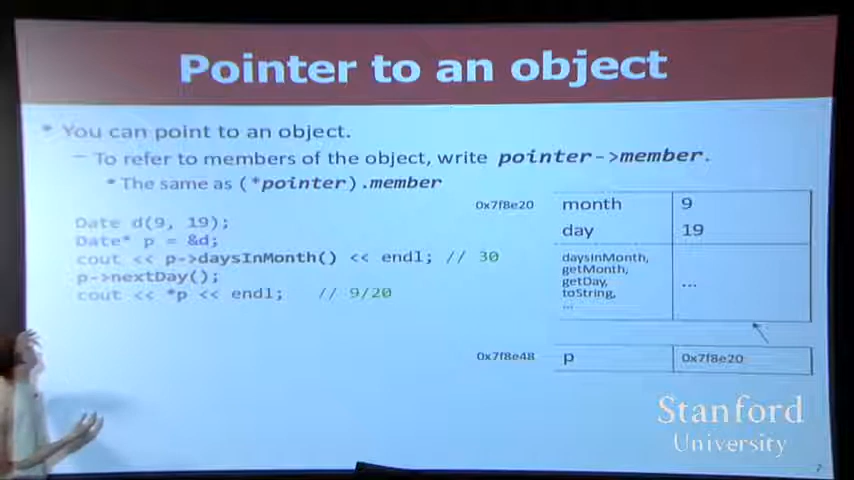 Pointer to an object
* You can point to an object.
– To refer to members of the object, write pointer->member.
* The same as (*pointer).member
Date d(9, 19);
Date* p = &d;
cout << p->daysInMonth() << endl; // 30
p->nextDay();
cout << *p << endl; // 9/20
0x7f8e20 month 9
day 19
daysInMonth,
getMonth,
getDay,
toString,
... ...
0x7f8e48 p 0x7f8e20
Stanford
University
7